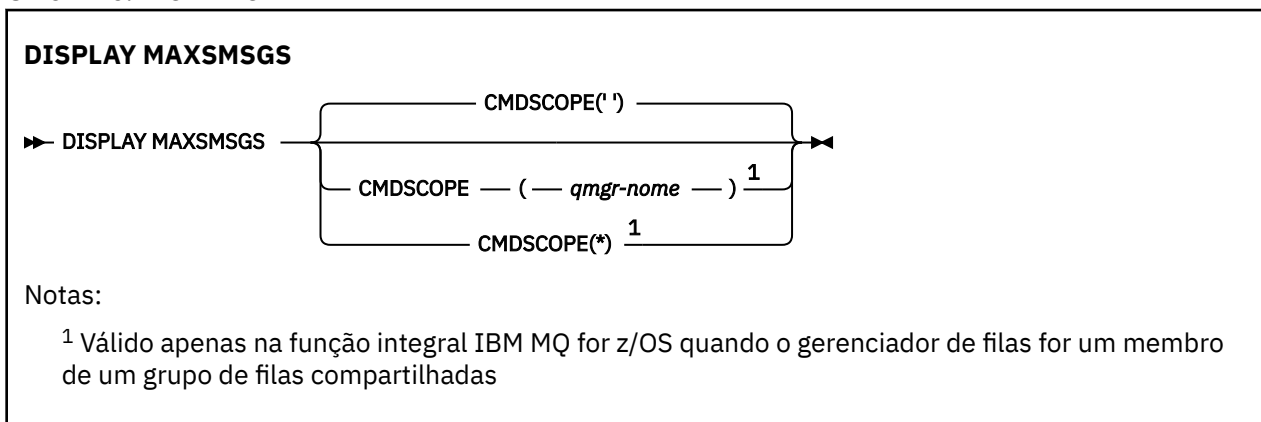 DISPLAY MAXSMSGS
CMDSCOPE(' ')
DISPLAY MAXSMSGS
CMDSCOPE ( qmgr-nome ) 1
CMDSCOPE(*) 1
Notas:
1 Válido apenas na função integral IBM MQ for z/OS quando o gerenciador de filas for um membro
de um grupo de filas compartilhadas